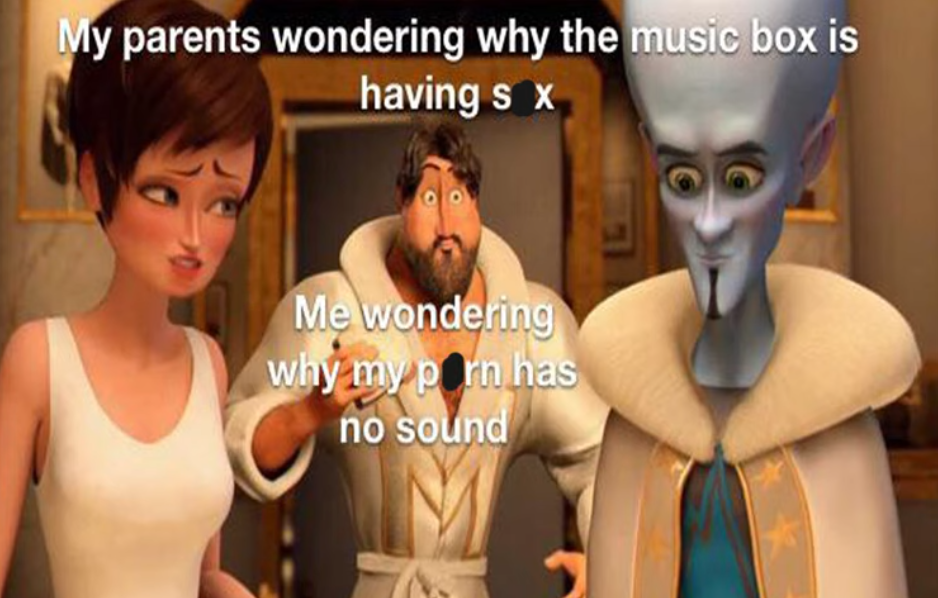 My parents wondering why the music box is
having s x
Me wondering
why my p rn has
no sound